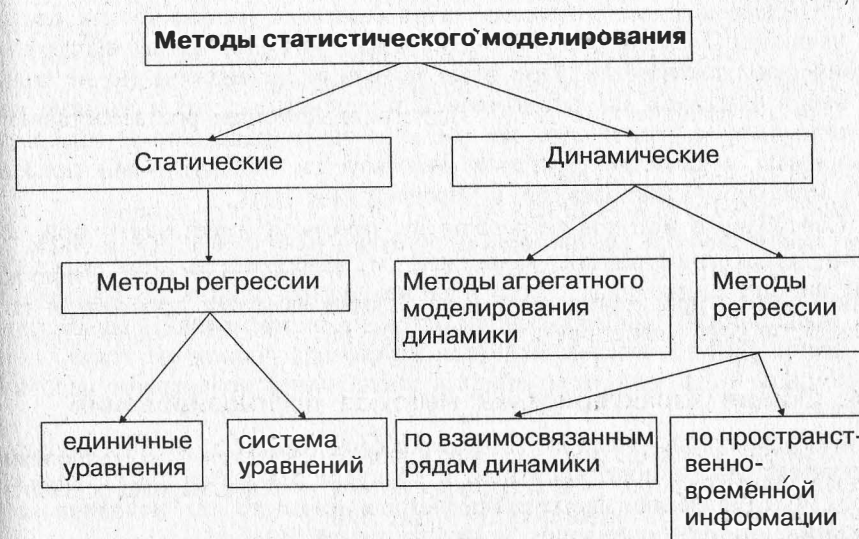 Методы статистического моделирования
Статические
Динамические
Методы регрессии
Методы агрегатного
моделирования
динамики
Методы
регрессии
единичные
уравнения
система
уравнений
по взаимосвязанным
рядам динамики
по пространст-
венно-
временной
информации